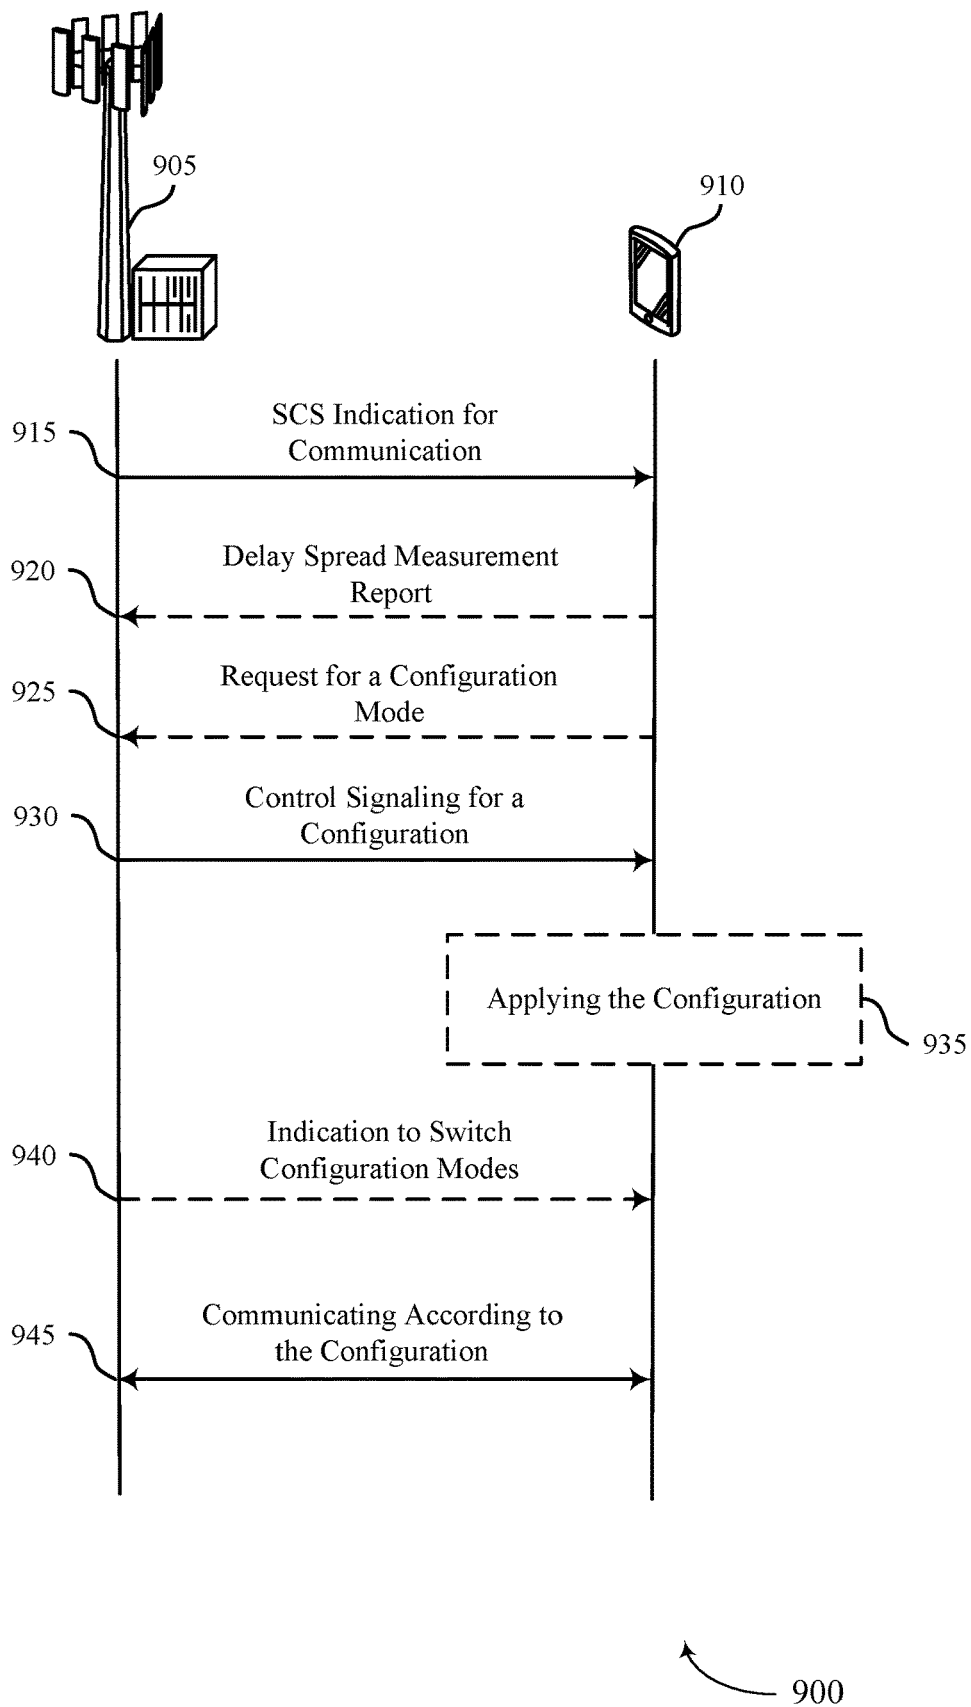 905
910
SCS Indication for
Communication
915
Delay Spread Measurement
Report
920
Request for a Configuration
Mode
925
Control Signaling for a
Configuration
930
Applying the Configuration
935
Indication to Switch
Configuration Modes
940
Communicating According to
the Configuration
945
900